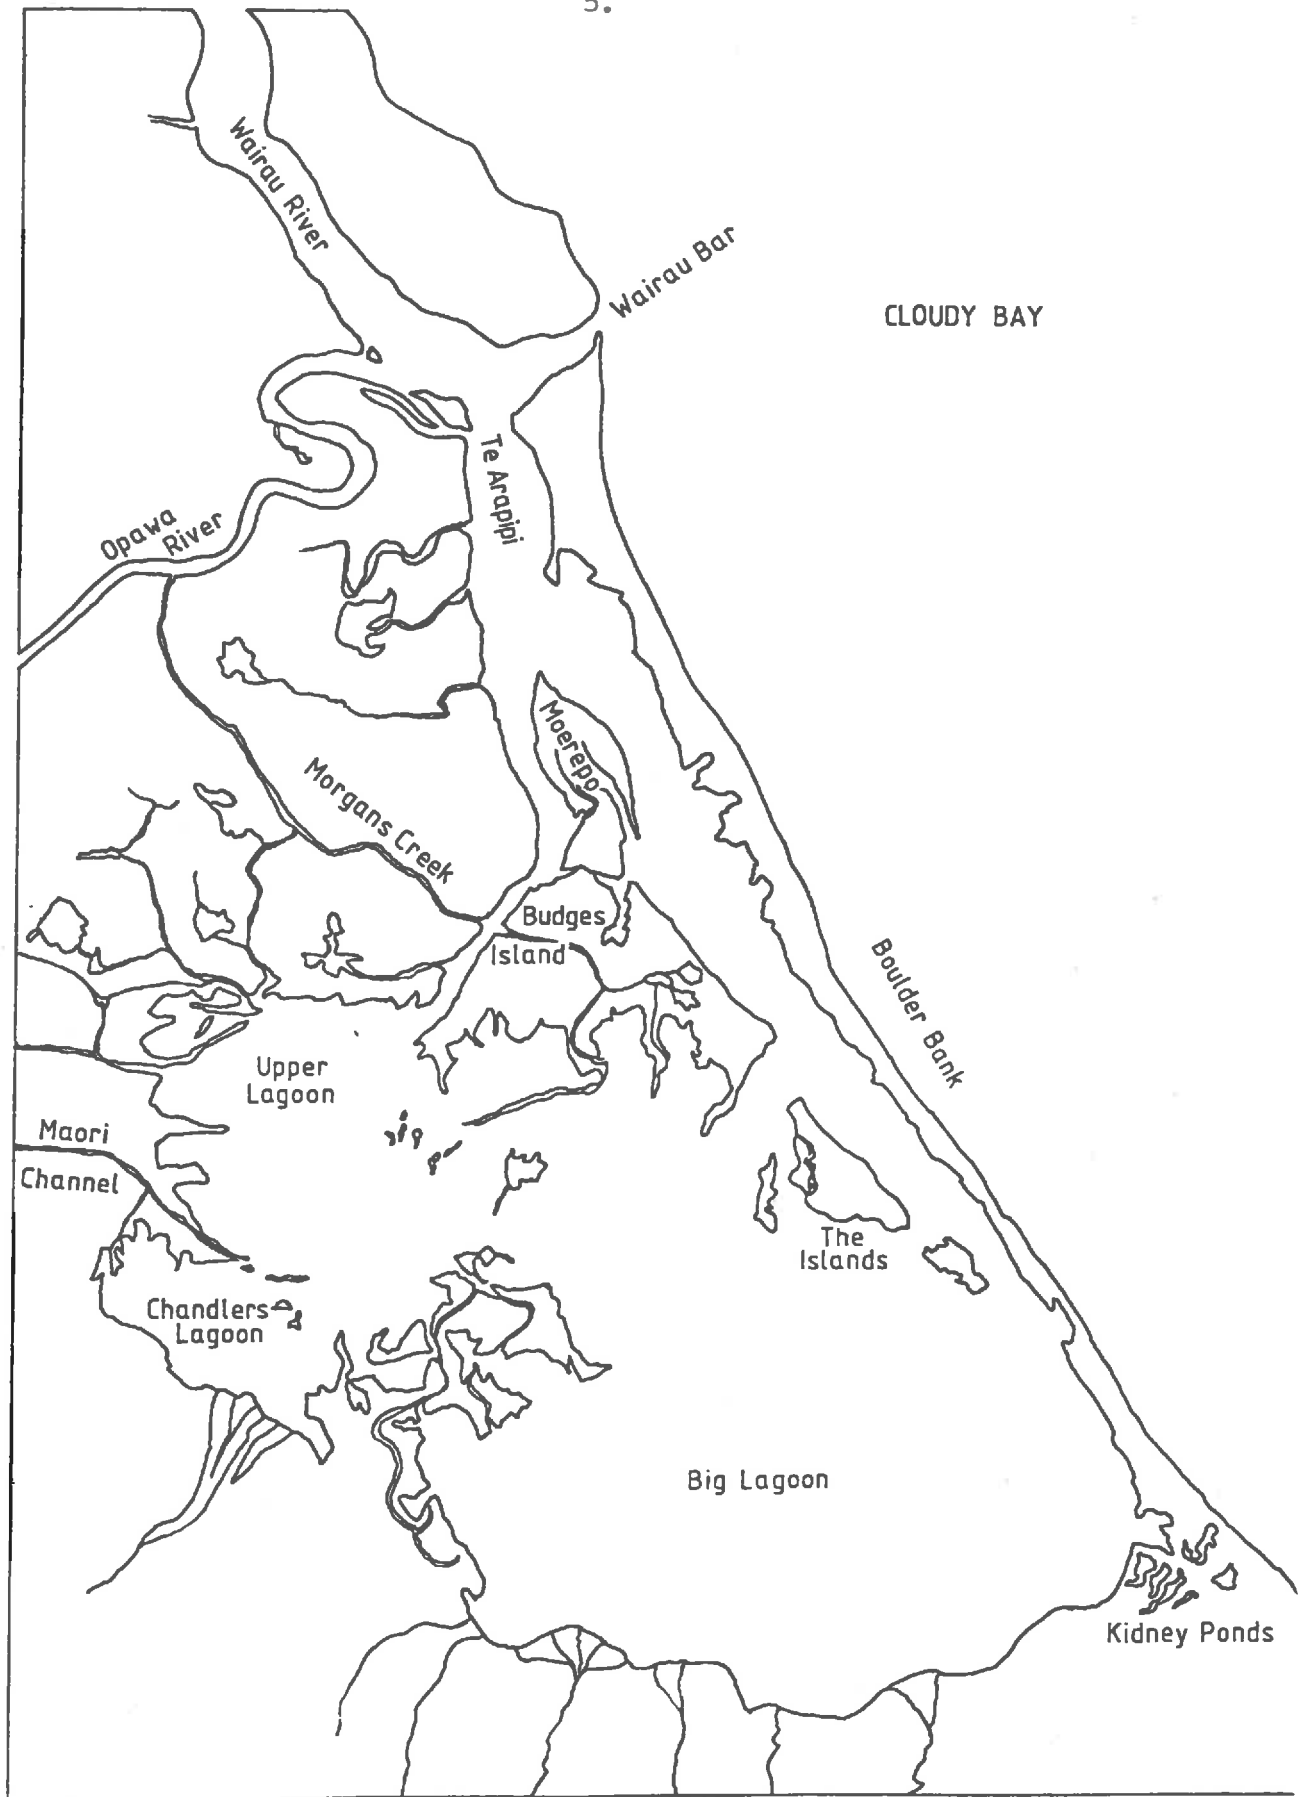 5.
Wairau River
Wairau Bar
CLOUDY BAY
Te Arapipi
Opawa
River
Moerepo
Morgans Creek
Budges
Island
Boulder Bank
Upper
Lagoon
Maori
Channel
The
Islands
Chandlers
Lagoon
Big Lagoon
Kidney Ponds